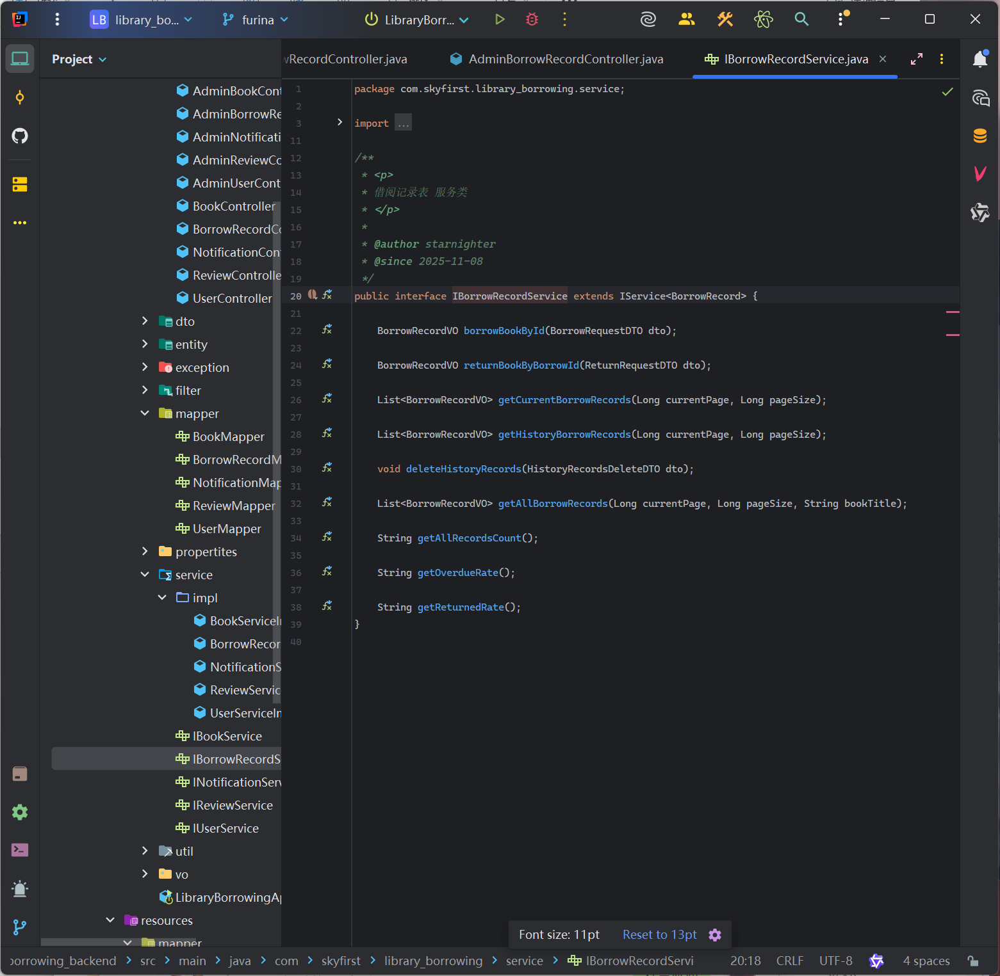 LB library_bo... furina LibraryBorr...
Project
RecordController.java AdminBorrowRecordController.java IBorrowRecordService.java
AdminBookCont
AdminBorrowRe
AdminNotificati
AdminReviewCo
AdminUserCont
BookController
BorrowRecordCo
NotificationCon
ReviewControlle
UserController
dto
entity
exception
filter
mapper
BookMapper
BorrowRecordM
NotificationMap
ReviewMapper
UserMapper
propertites
service
impl
BookServiceI
BorrowRecor
NotificationS
ReviewServic
UserServiceIn
IBookService
IBorrowRecordS
INotificationServ
IReviewService
IUserService
util
vo
LibraryBorrowingAp
resources
mapper
1 package com.skyfirst.library_borrowing.service;
2
3 import ...
11
12 /**
13 * <p>
14 * 借阅记录表 服务类
15 * </p>
16 *
17 * @author starnighter
18 * @since 2025-11-08
19 */
20 public interface IBorrowRecordService extends IService<BorrowRecord> {
21
22 BorrowRecordVO borrowBookById(BorrowRequestDTO dto);
23
24 BorrowRecordVO returnBookByBorrowId(ReturnRequestDTO dto);
25
26 List<BorrowRecordVO> getCurrentBorrowRecords(Long currentPage, Long pageSize);
27
28 List<BorrowRecordVO> getHistoryBorrowRecords(Long currentPage, Long pageSize);
29
30 void deleteHistoryRecords(HistoryRecordsDeleteDTO dto);
31
32 List<BorrowRecordVO> getAllBorrowRecords(Long currentPage, Long pageSize, String bookTitle);
33
34 String getAllRecordsCount();
35
36 String getOverdueRate();
37
38 String getReturnedRate();
39 }
40
Font size: 11pt Reset to 13pt
borrowing_backend > src > main > java > com > skyfirst > library_borrowing > service > IBorrowRecordServi 20:18 CRLF UTF-8 4 spaces